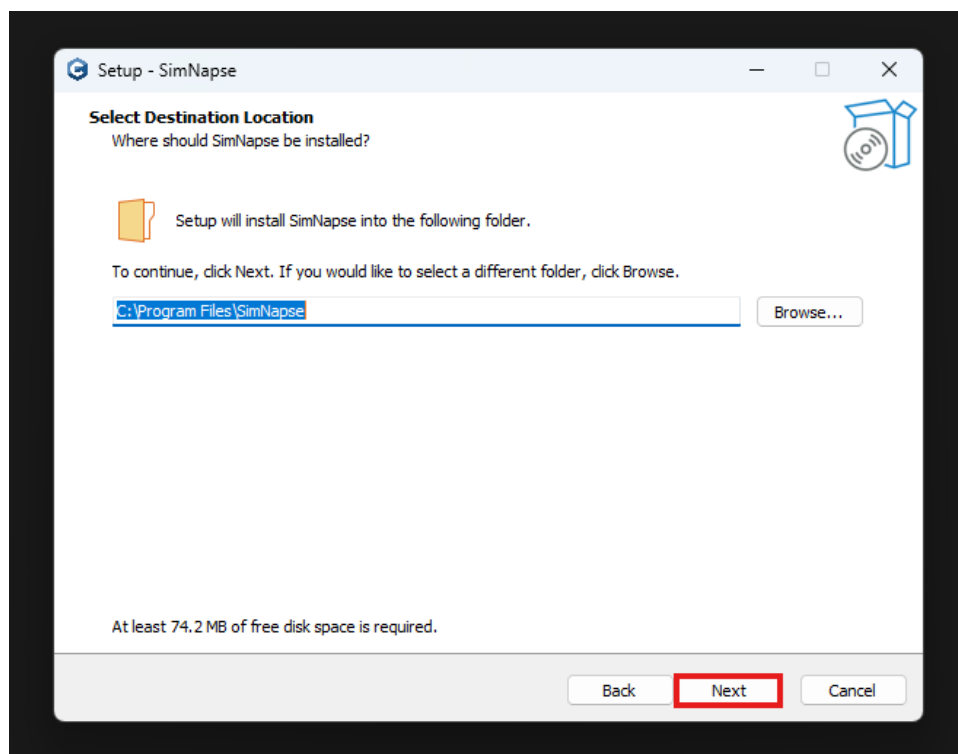 Setup - SimNapse
Select Destination Location
Where should SimNapse be installed?
Setup will install SimNapse into the following folder.
To continue, click Next. If you would like to select a different folder, click Browse.
C:\Program Files\SimNapse
Browse...
At least 74.2 MB of free disk space is required.
Back
Next
Cancel